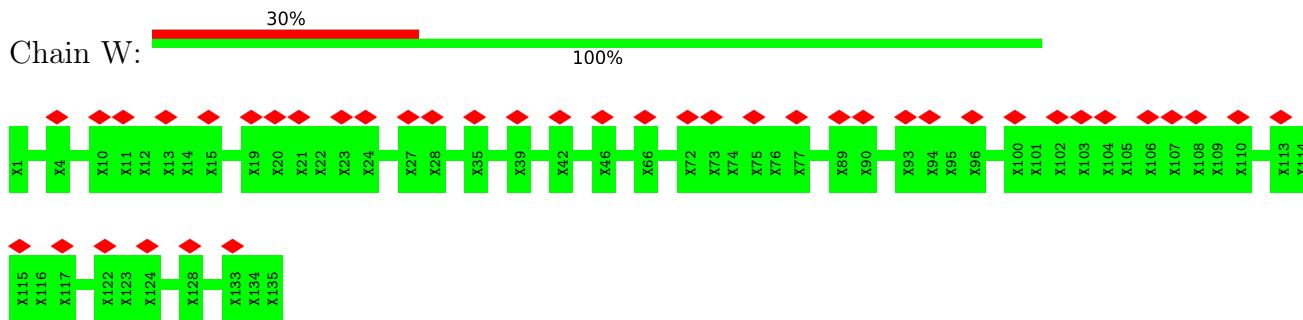 30%
Chain W:
100%
X1 X4 X10 X11 X12 X13 X14 X15 X19 X20 X21 X22 X23 X24 X27 X28 X35 X39 X42 X46 X66 X72 X73 X74 X75 X76 X77 X89 X90 X93 X94 X95 X96 X100 X101 X102 X103 X104 X105 X106 X107 X108 X109 X110 X113 X114
X115 X116 X117 X122 X123 X124 X128 X133 X134 X135